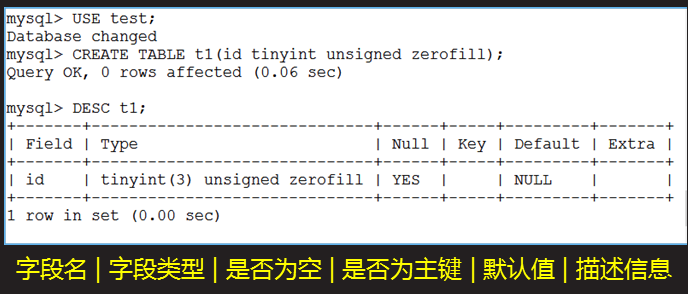 mysql> USE test;
Database changed
mysql> CREATE TABLE t1(id tinyint unsigned zerofill);
Query OK, 0 rows affected (0.06 sec)
mysql> DESC t1;
+-------+------------------------------+------+-----+---------+-------+
| Field | Type                         | Null | Key | Default | Extra |
+-------+------------------------------+------+-----+---------+-------+
| id    | tinyint(3) unsigned zerofill | YES  |     | NULL    |       |
+-------+------------------------------+------+-----+---------+-------+
1 row in set (0.00 sec)
字段名 | 字段类型 | 是否为空 | 是否为主键 | 默认值 | 描述信息